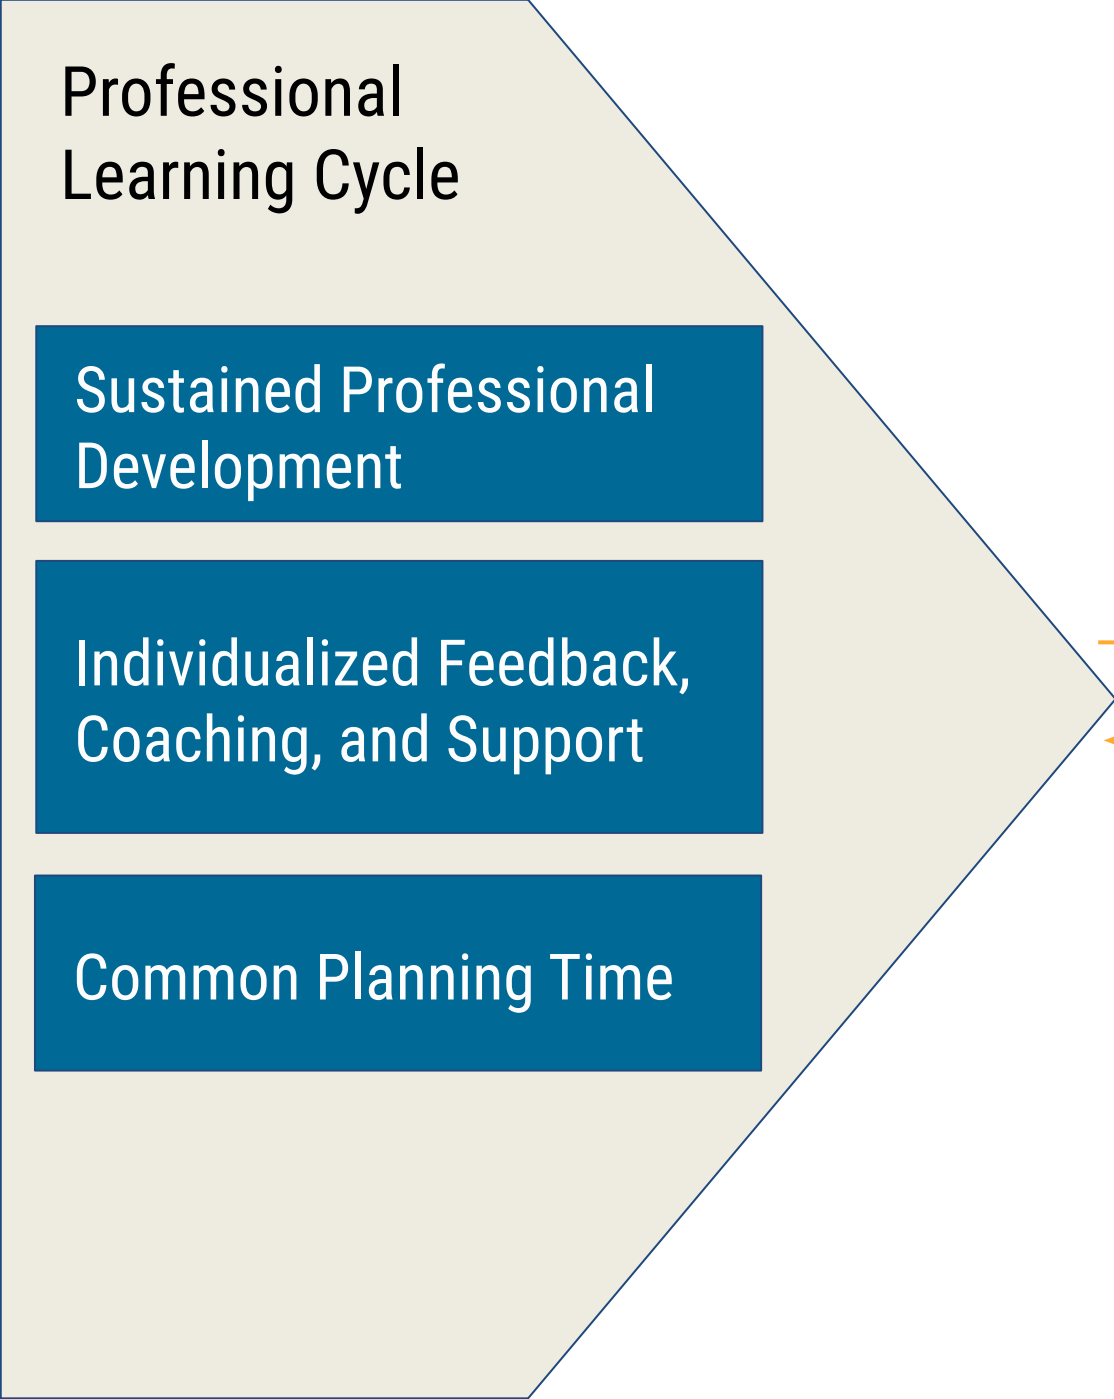 Professional
Learning Cycle
Sustained Professional
Development
Individualized Feedback,
Coaching, and Support
Common Planning Time